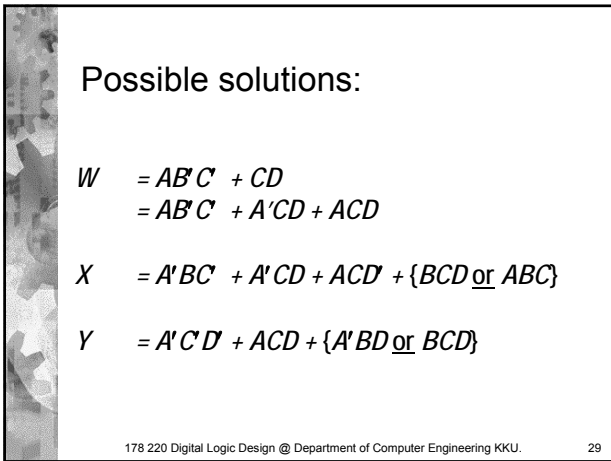 Possible solutions:
W = AB'C' + CD
= AB'C' + A'CD + ACD
X = A'BC' + A'CD + ACD' + {BCD or ABC}
Y = A'C'D' + ACD + {A'BD or BCD}
178 220 Digital Logic Design @ Department of Computer Engineering KKU. 29